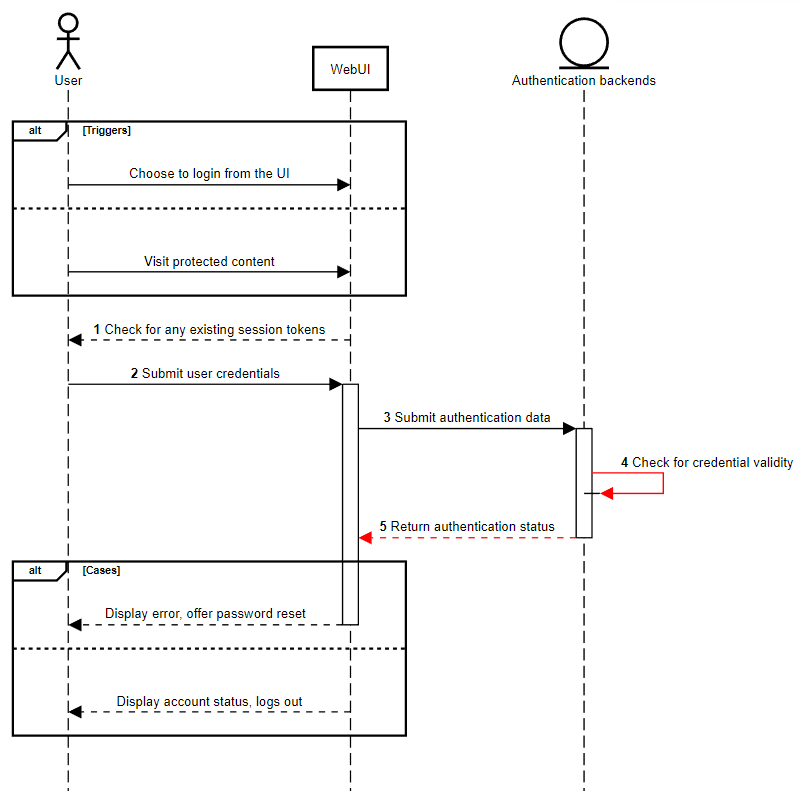 User
WebUI
Authentication backends
alt [Triggers]
Choose to login from the UI
Visit protected content
1 Check for any existing session tokens
2 Submit user credentials
3 Submit authentication data
4 Check for credential validity
5 Return authentication status
alt [Cases]
Display error, offer password reset
Display account status, logs out